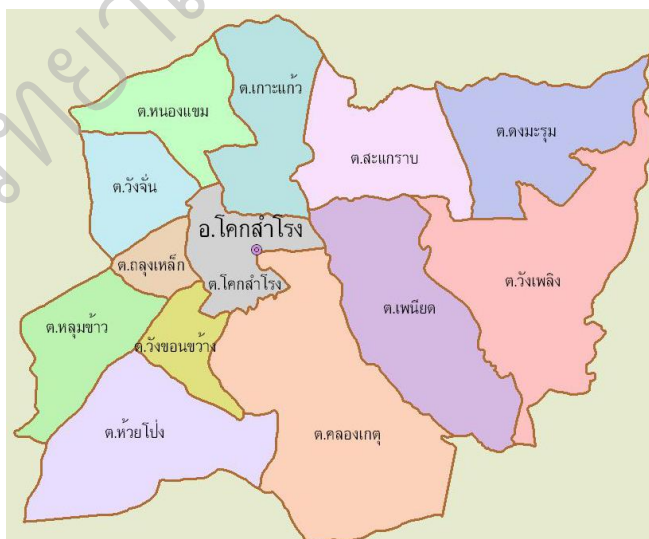 ต.เกาะแก้ว
ต.หนองแขม
ต.ดงมะรุม
ต.สะแกราบ
ต.วังจั่น
อ.โคกสำโรง
ต.ถลุงเหล็ก
ต.โคกสำโรง
ต.วังเพลิง
ต.เพนียด
ต.หลุมข้าว
ต.วังขอนขว้าง
ต.ห้วยโป่ง
ต.คลองเกตุ